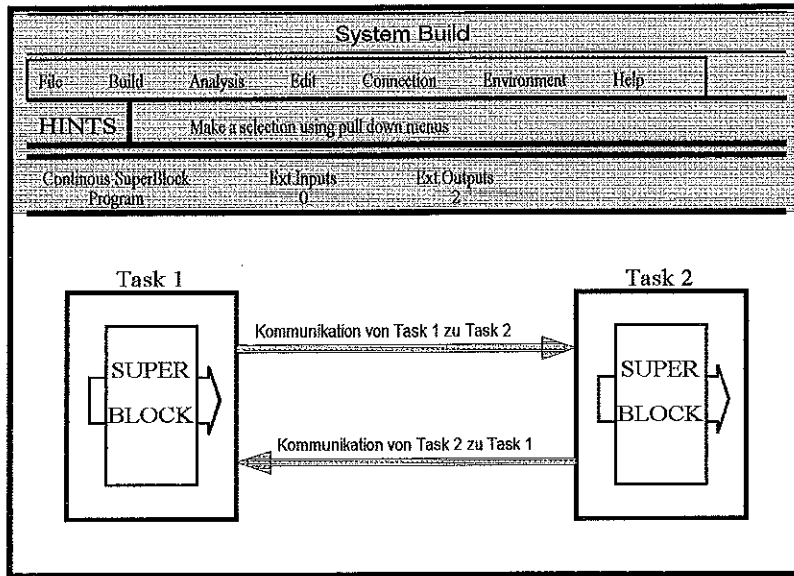 System Build
File Build Analysis Edit Connection Environment Help
HINTS Make a selection using pull down menus
Continous SuperBlock Ext.Inputs Ext.Outputs
Program 0 2
Task 1 Task 2
Kommunikation von Task 1 zu Task 2
SUPER SUPER
BLOCK BLOCK
Kommunikation von Task 2 zu Task 1